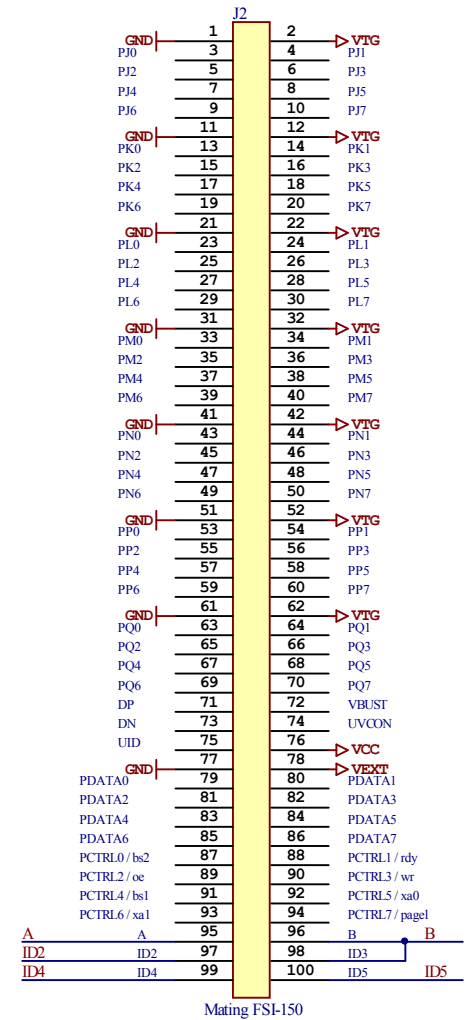 J2
GND 1 2 VTG
PJ0 3 4 PJ1
PJ2 5 6 PJ3
PJ4 7 8 PJ5
PJ6 9 10 PJ7
GND 11 12 VTG
PK0 13 14 PK1
PK2 15 16 PK3
PK4 17 18 PK5
PK6 19 20 PK7
GND 21 22 VTG
PL0 23 24 PL1
PL2 25 26 PL3
PL4 27 28 PL5
PL6 29 30 PL7
GND 31 32 VTG
PM0 33 34 PM1
PM2 35 36 PM3
PM4 37 38 PM5
PM6 39 40 PM7
GND 41 42 VTG
PN0 43 44 PN1
PN2 45 46 PN3
PN4 47 48 PN5
PN6 49 50 PN7
GND 51 52 VTG
PP0 53 54 PP1
PP2 55 56 PP3
PP4 57 58 PP5
PP6 59 60 PP7
GND 61 62 VTG
PQ0 63 64 PQ1
PQ2 65 66 PQ3
PQ4 67 68 PQ5
PQ6 69 70 PQ7
DP 71 72 VBUST
DN 73 74 UVCON
UID 75 76 VCC
GND 77 78 VEXT
PDATA0 79 80 PDATA1
PDATA2 81 82 PDATA3
PDATA4 83 84 PDATA5
PDATA6 85 86 PDATA7
PCTRL0 / bs2 87 88 PCTRL1 / rdy
PCTRL2 / oe 89 90 PCTRL3 / wr
PCTRL4 / bs1 91 92 PCTRL5 / xa0
PCTRL6 / xa1 93 94 PCTRL7 / pagel
A A 95 96 B B
ID2 ID2 97 98 ID3
ID4 ID4 99 100 ID5 ID5
Mating FSI-150